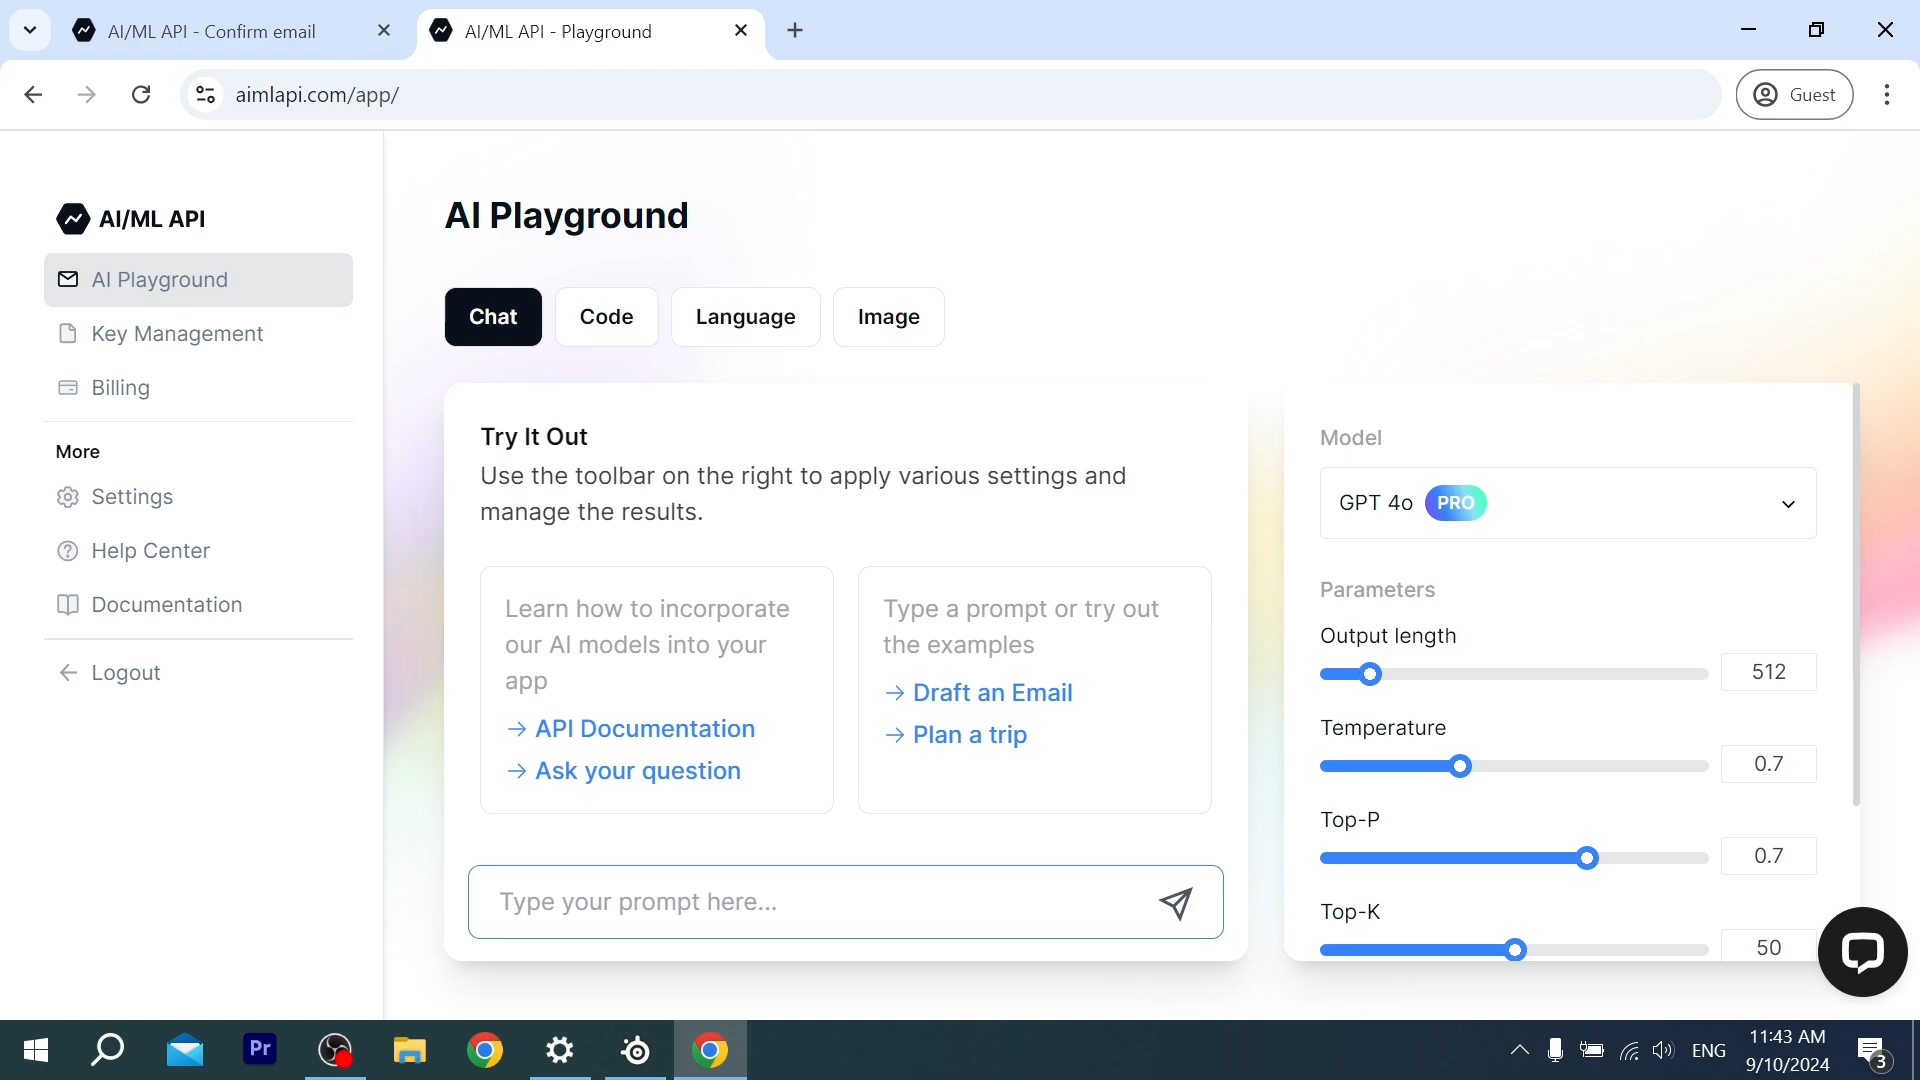 AI/ML API - Confirm email
AI/ML API - Playground
aimlapi.com/app/
Guest
AI/ML API
AI Playground
Key Management
Billing
More
Settings
Help Center
Documentation
Logout
AI Playground
Chat
Code
Language
Image
Try It Out
Use the toolbar on the right to apply various settings and
manage the results.
Learn how to incorporate
our AI models into your
app
→ API Documentation
→ Ask your question
Type a prompt or try out
the examples
→ Draft an Email
→ Plan a trip
Type your prompt here...
Model
GPT 4o PRO
Parameters
Output length
512
Temperature
0.7
Top-P
0.7
Top-K
50
Pr
ENG
11:43 AM
9/10/2024
3